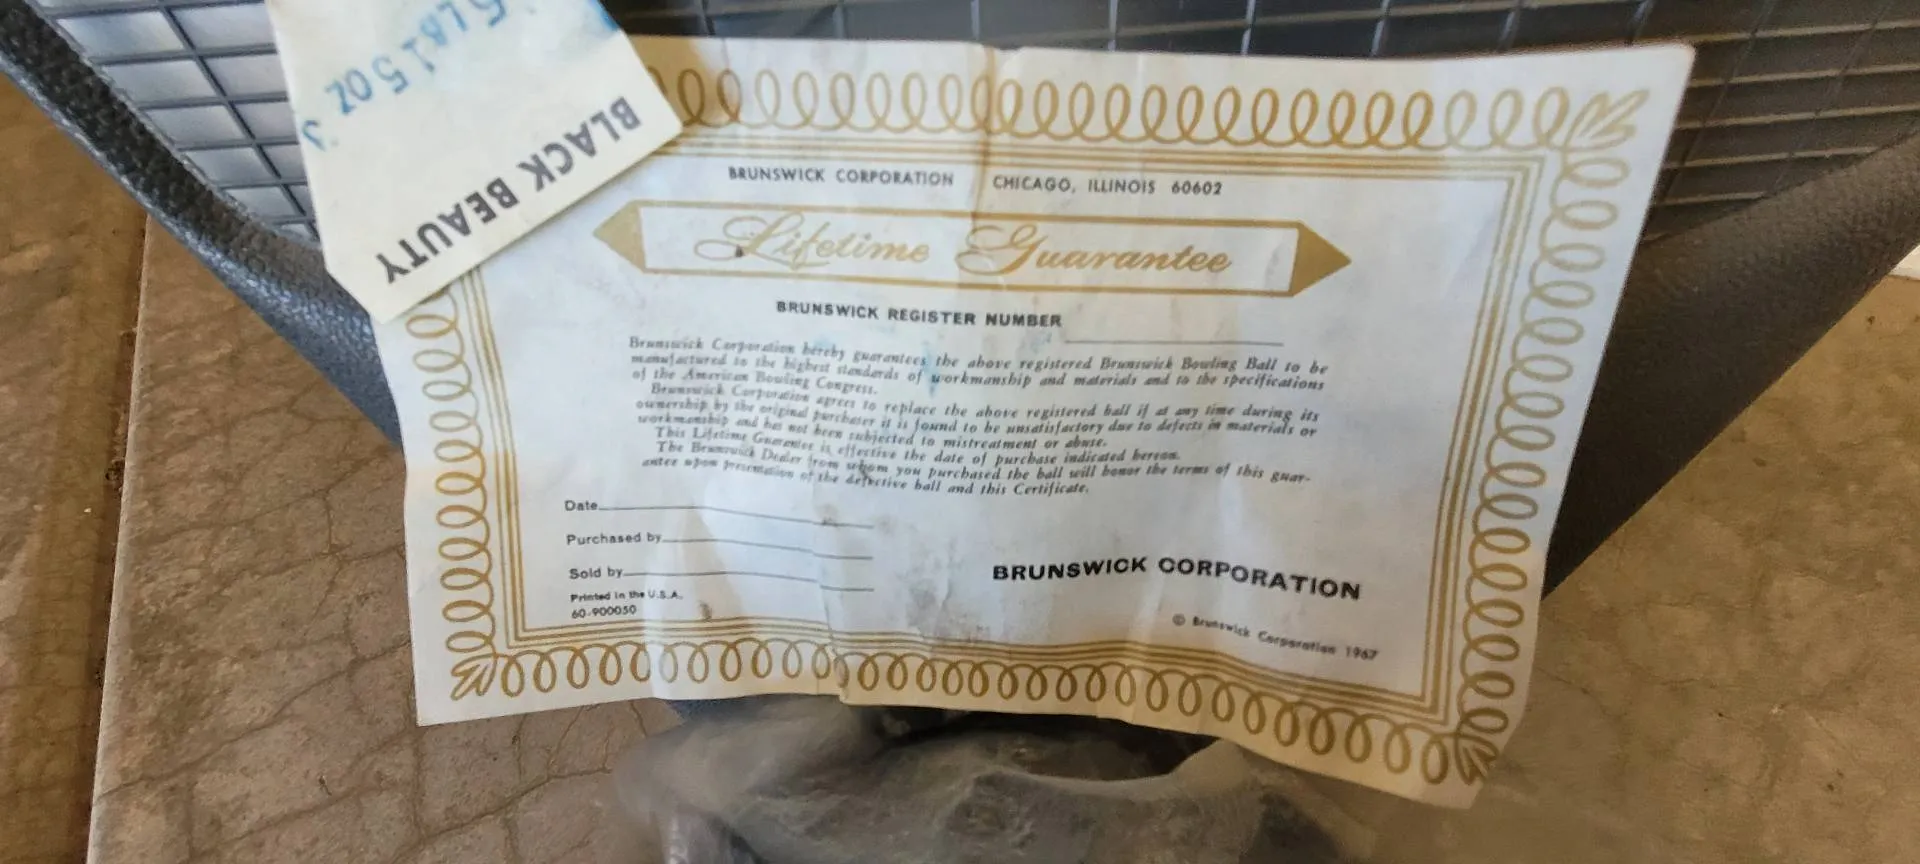 BLACK BEAUTY
5 OZ
BRUNSWICK CORPORATION CHICAGO, ILLINOIS 60602
Lifetime Guarantee
BRUNSWICK REGISTER NUMBER
Brunswick Corporation hereby guarantees the above registered Brunswick Bowling Ball to be
manufactured to the highest standards of workmanship and materials and to the specifications
of the American Bowling Congress.
Brunswick Corporation agrees to replace the above registered ball if at any time during its
ownership by the original purchaser it is found to be unsatisfactory due to defects in materials or
workmanship and has not been subjected to mistreatment or abuse.
This Lifetime Guarantee is effective the date of purchase indicated hereon.
The Brunswick Dealer from whom you purchased the ball will honor the terms of this guar-
antee upon presentation of the defective ball and this Certificate.
Date
Purchased by
Sold by
Printed in the U.S.A.
60-900050
BRUNSWICK CORPORATION
© Brunswick Corporation 1967